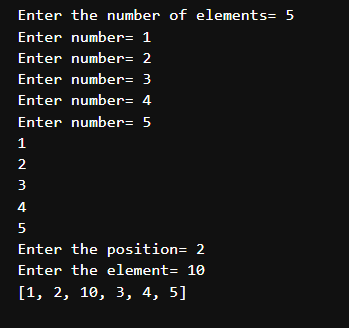 Enter the number of elements= 5
Enter number= 1
Enter number= 2
Enter number= 3
Enter number= 4
Enter number= 5
1
2
3
4
5
Enter the position= 2
Enter the element= 10
[1, 2, 10, 3, 4, 5]